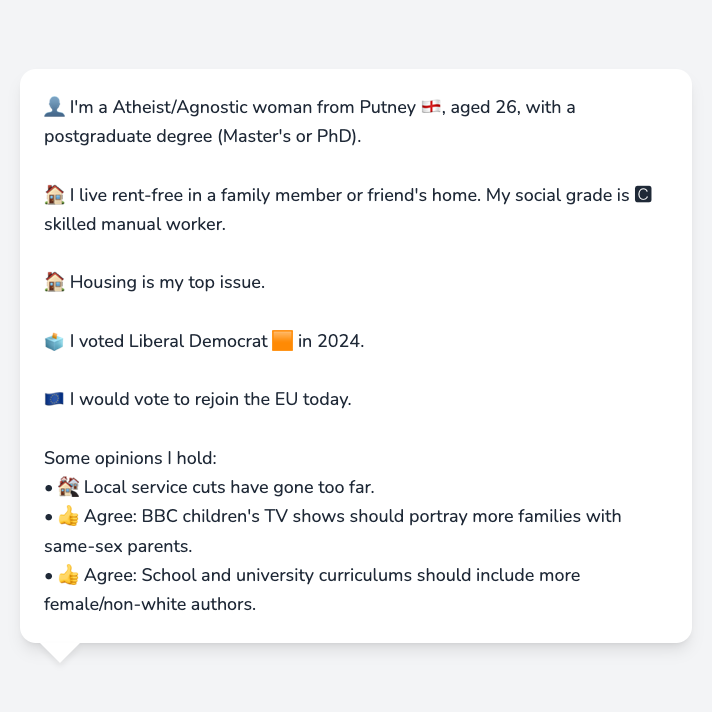 👤 I'm a Atheist/Agnostic woman from Putney 🏴󠁧󠁢󠁥󠁮󠁧󠁿, aged 26, with a
postgraduate degree (Master's or PhD).
🏠 I live rent-free in a family member or friend's home. My social grade is C
skilled manual worker.
🏠 Housing is my top issue.
🗳️ I voted Liberal Democrat 🟧 in 2024.
🇪🇺 I would vote to rejoin the EU today.
Some opinions I hold:
• 🏚️ Local service cuts have gone too far.
• 👍 Agree: BBC children's TV shows should portray more families with
same-sex parents.
• 👍 Agree: School and university curriculums should include more
female/non-white authors.